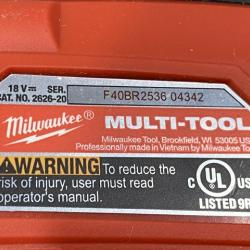 18 V⎓ SER.
CAT. NO. 2626-20
F40BR2536 04342
Milwaukee®
MULTI-TOOL
Milwaukee Tool, Brookfield, WI 53005 US
Professionally made in Vietnam by Milwaukee To
WARNING To reduce the
risk of injury, user must read
operator's manual.
C UL US
LISTED 9